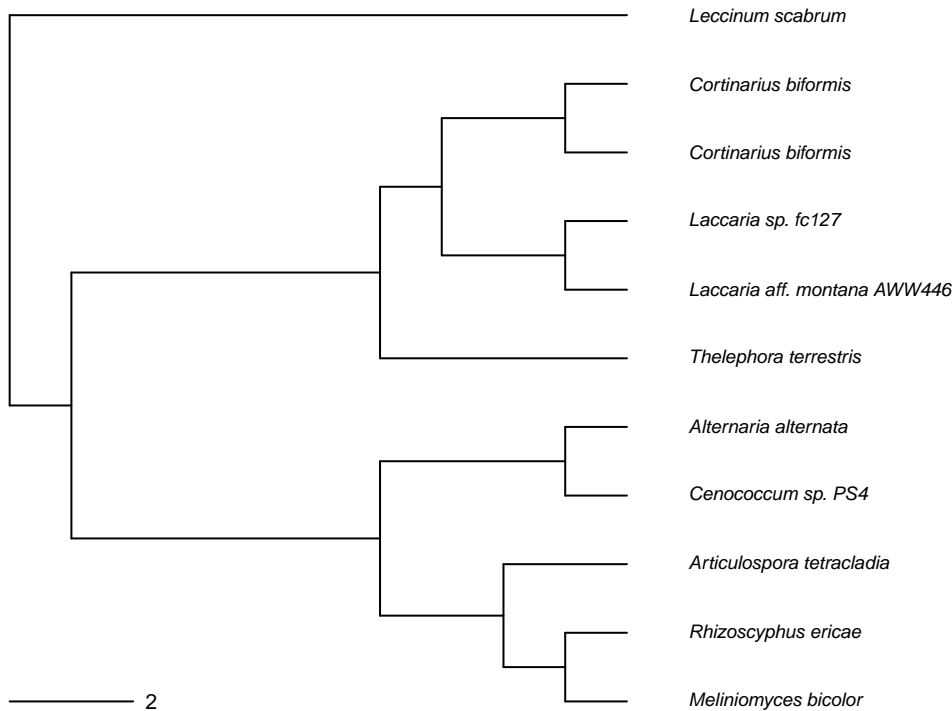 Leccinum scabrum
Cortinarius biformis
Cortinarius biformis
Laccaria sp. fc127
Laccaria aff. montana AWW446
Thelephora terrestris
Alternaria alternata
Cenococcum sp. PS4
Articulospora tetracladia
Rhizoscyphus ericae
2
Meliniomyces bicolor